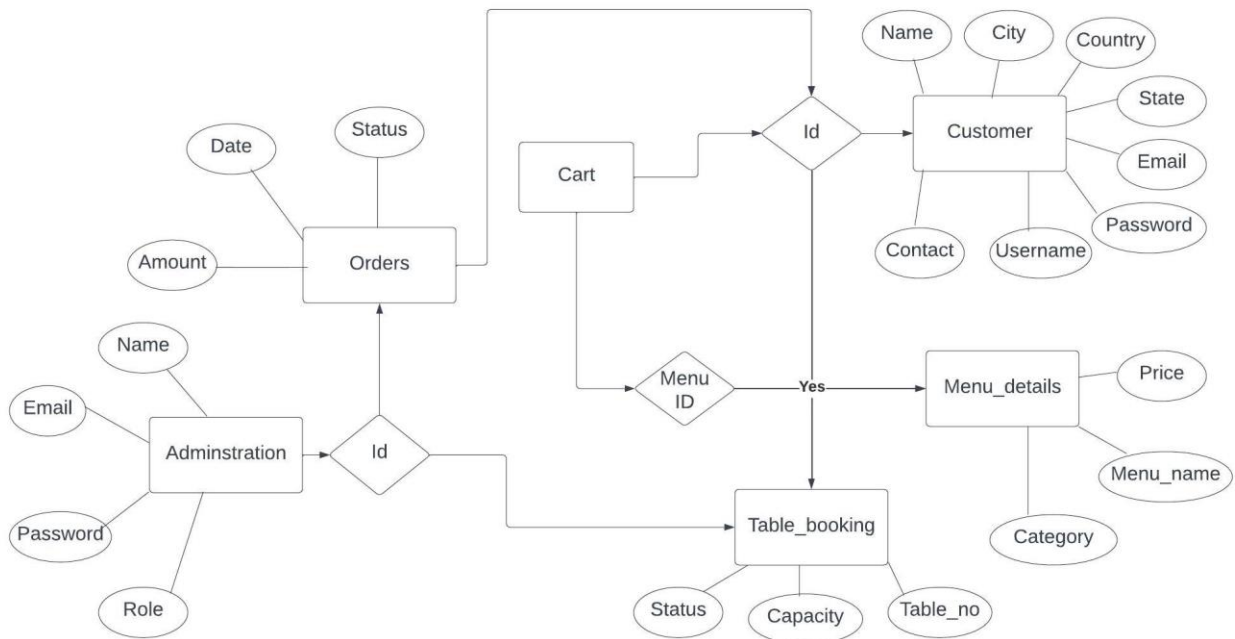 Name
City
Country
State
Date
Status
Id
Customer
Cart
Email
Password
Contact
Username
Amount
Orders
Name
Menu
ID
Yes
Menu_details
Price
Email
Adminstration
Id
Menu_name
Password
Table_booking
Category
Role
Status
Capacity
Table_no